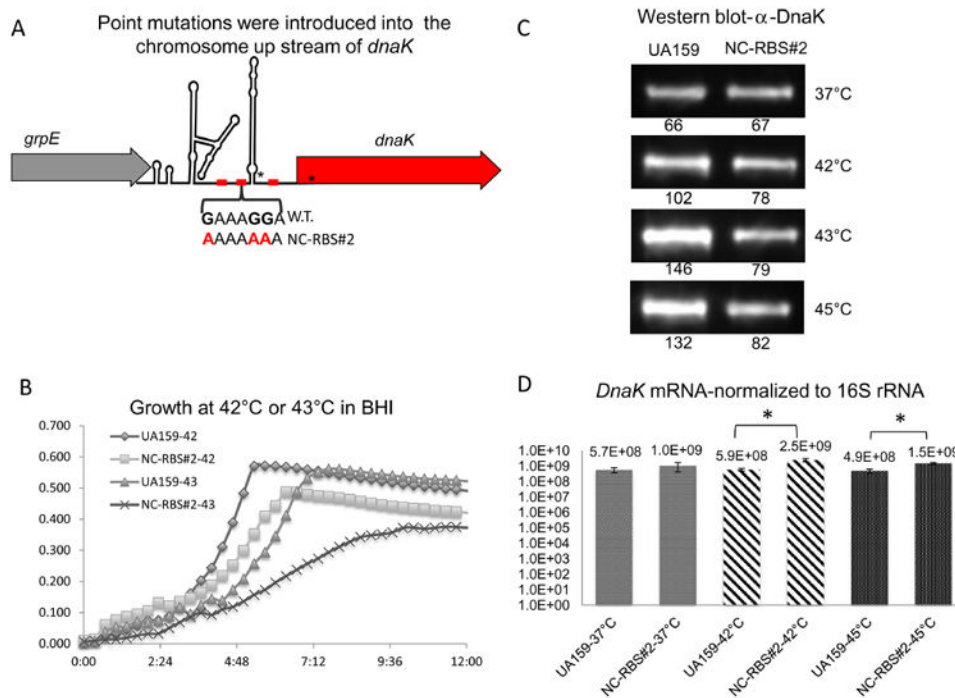 A
Point mutations were introduced into the
chromosome up stream of dnaK
grpE
dnaK
*
*
GAAAGGA W.T.
AAAAAAA NC-RBS#2
B
Growth at 42°C or 43°C in BHI
UA159-42
NC-RBS#2-42
UA159-43
NC-RBS#2-43
0.700
0.600
0.500
0.400
0.300
0.200
0.100
0.000
0:00 2:24 4:48 7:12 9:36 12:00
C
Western blot-α-DnaK
UA159 NC-RBS#2
37°C
66 67
42°C
102 78
43°C
146 79
45°C
132 82
D
DnaK mRNA-normalized to 16S rRNA
* *
5.7E+08 1.0E+09 5.9E+08 2.5E+09 4.9E+08 1.5E+09
1.0E+10
1.0E+09
1.0E+08
1.0E+07
1.0E+06
1.0E+05
1.0E+04
1.0E+03
1.0E+02
1.0E+01
1.0E+00
UA159-37°C
NC-RBS#2-37°C
UA159-42°C
NC-RBS#2-42°C
UA159-45°C
NC-RBS#2-45°C